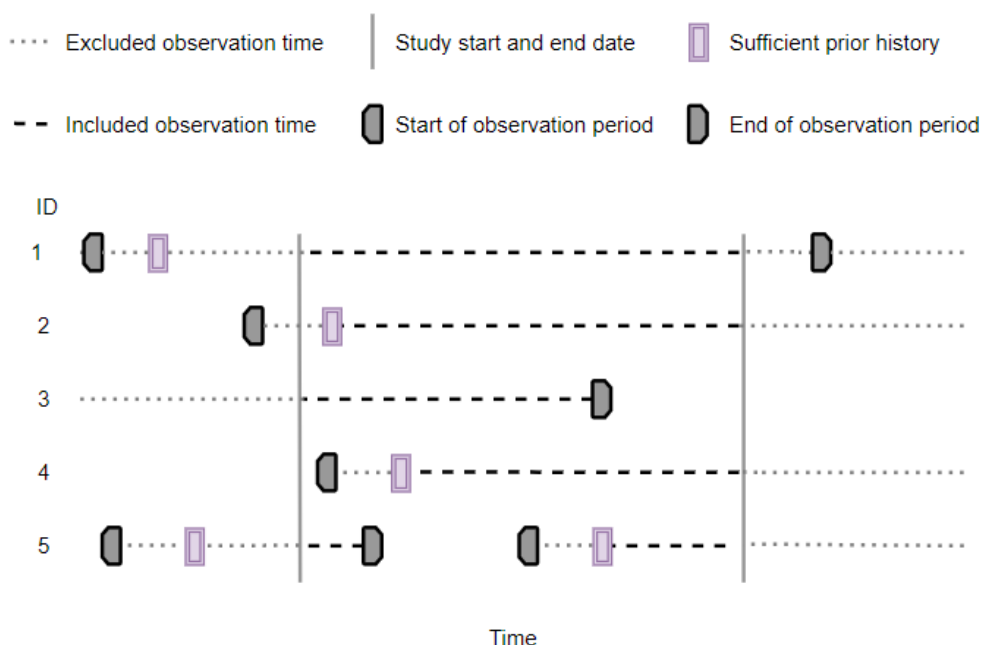 Excluded observation time
Study start and end date
Sufficient prior history
Included observation time
Start of observation period
End of observation period
ID
1
2
3
4
5
Time